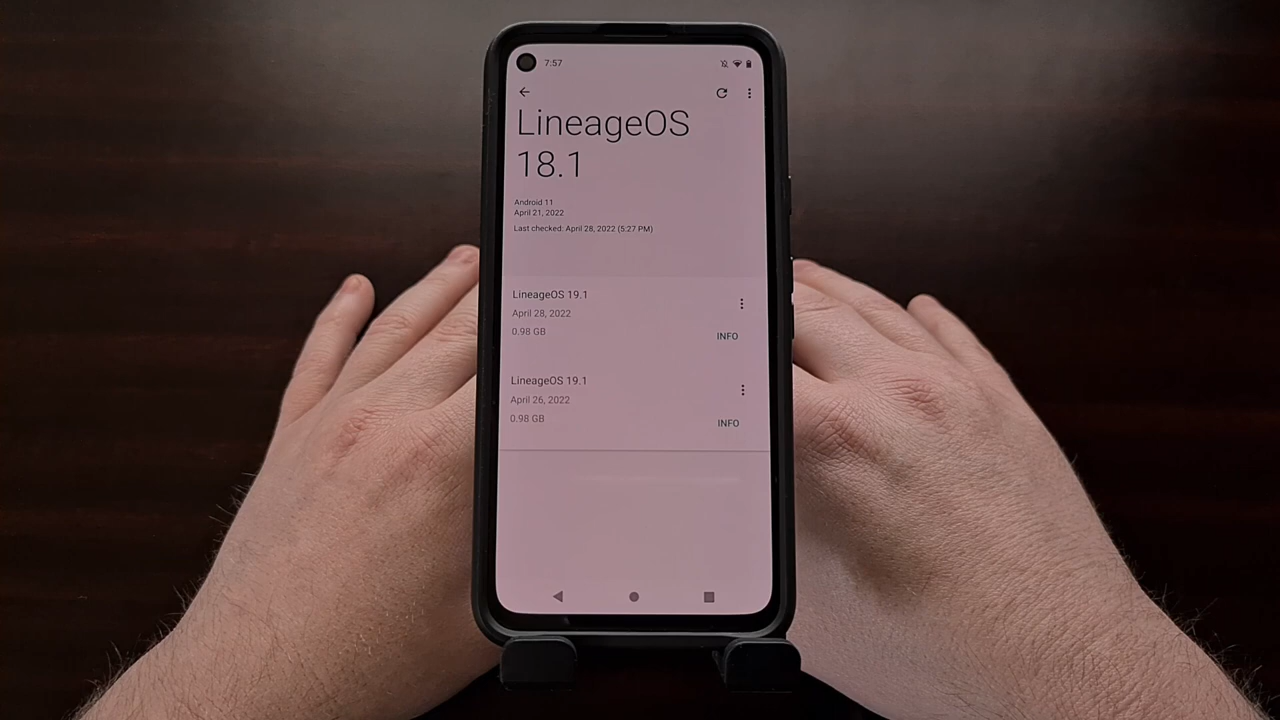 7:57
LineageOS
18.1
Android 11
April 21, 2022
Last checked: April 28, 2022 (5:27 PM)
LineageOS 19.1
April 28, 2022
0.98 GB
INFO
LineageOS 19.1
April 26, 2022
0.98 GB
INFO